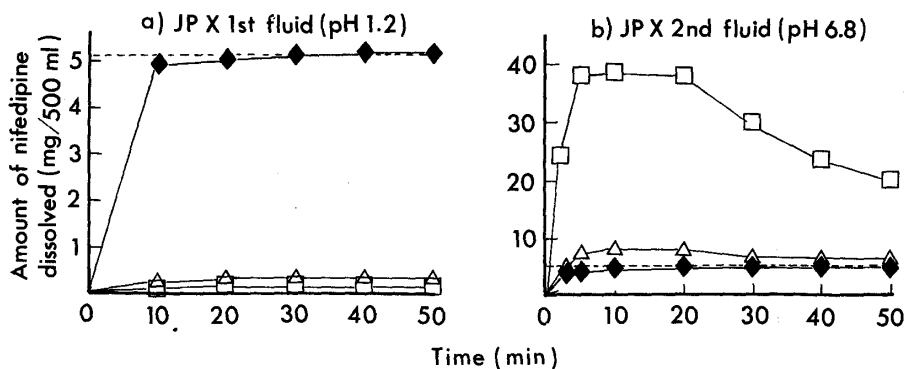 a) JP X 1st fluid (pH 1.2)
b) JP X 2nd fluid (pH 6.8)
Amount of nifedipine
dissolved (mg/500 ml)
5
4
3
2
1
0 10 20 30 40 50
40
30
20
10
0 10 20 30 40 50
Time (min)